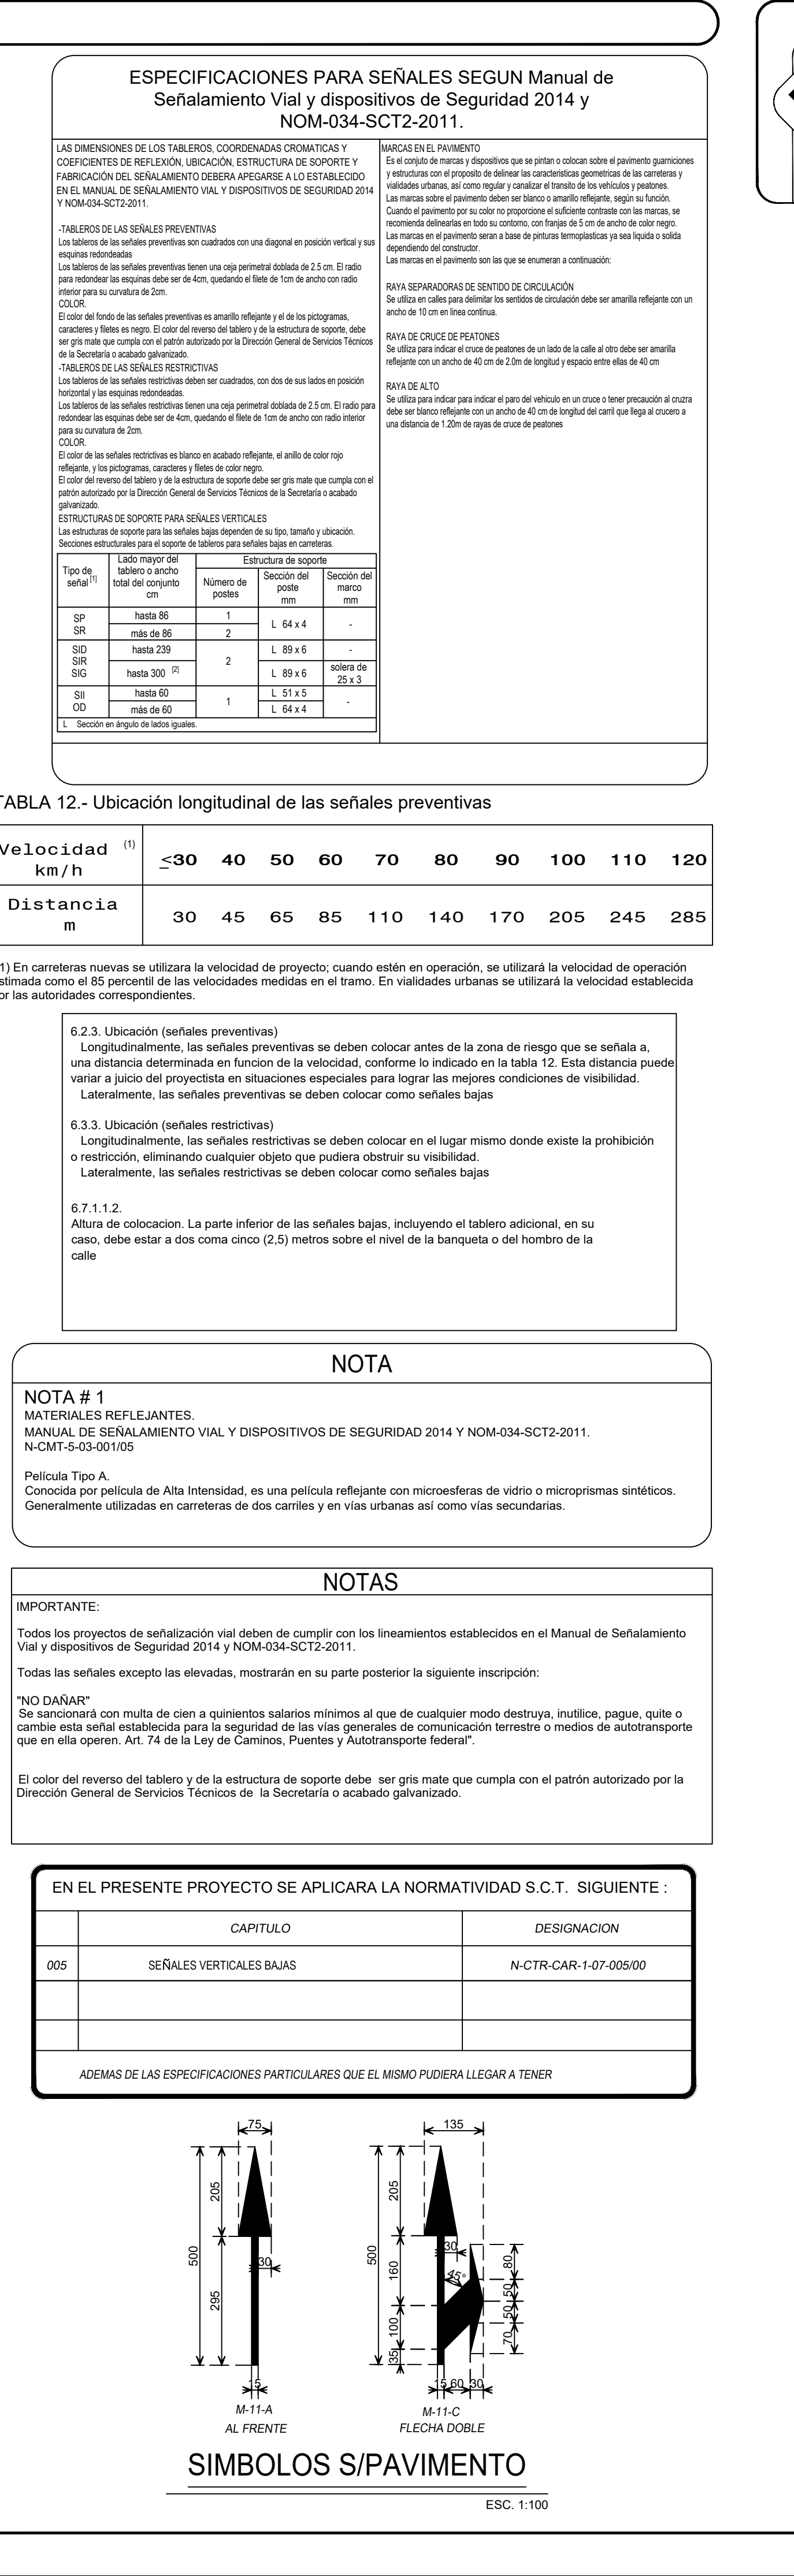 ESPECIFICACIONES PARA SEÑALES SEGUN Manual de
Señalamiento Vial y dispositivos de Seguridad 2014 y
NOM-034-SCT2-2011.
LAS DIMENSIONES DE LOS TABLEROS, COORDENADAS CROMATICAS Y
COEFICIENTES DE REFLEXIÓN, UBICACIÓN, ESTRUCTURA DE SOPORTE Y
FABRICACIÓN DEL SEÑALAMIENTO DEBERA APEGARSE A LO ESTABLECIDO
EN EL MANUAL DE SEÑALAMIENTO VIAL Y DISPOSITIVOS DE SEGURIDAD 2014
Y NOM-034-SCT2-2011.
-TABLEROS DE LAS SEÑALES PREVENTIVAS
Los tableros de las señales preventivas son cuadrados con una diagonal en posición vertical y sus
esquinas redondeadas
Los tableros de las señales preventivas tienen una ceja perimetral doblada de 2.5 cm. El radio
para redondear las esquinas debe ser de 4cm, quedando el filete de 1cm de ancho con radio
interior para su curvatura de 2cm.
COLOR.
El color del fondo de las señales preventivas es amarillo reflejante y el de los pictogramas,
caracteres y filetes es negro. El color del reverso del tablero y de la estructura de soporte, debe
ser gris mate que cumpla con el patrón autorizado por la Dirección General de Servicios Técnicos
de la Secretaría o acabado galvanizado.
-TABLEROS DE LAS SEÑALES RESTRICTIVAS
Los tableros de las señales restrictivas deben ser cuadrados, con dos de sus lados en posición
horizontal y las esquinas redondeadas.
Los tableros de las señales restrictivas tienen una ceja perimetral doblada de 2.5 cm. El radio para
redondear las esquinas debe ser de 4cm, quedando el filete de 1cm de ancho con radio interior
para su curvatura de 2cm.
COLOR.
El color de las señales rectrictivas es blanco en acabado reflejante, el anillo de color rojo
reflejante, y los pictogramas, caracteres y filetes de color negro.
El color del reverso del tablero y de la estructura de soporte debe ser gris mate que cumpla con el
patrón autorizado por la Dirección General de Servicios Técnicos de la Secretaría o acabado
galvanizado.
ESTRUCTURAS DE SOPORTE PARA SEÑALES VERTICALES
Las estructuras de soporte para las señales bajas dependen de su tipo, tamaño y ubicación.
Secciones estructurales para el soporte de tableros para señales bajas en carreteras.
Tipo de señal [1] Lado mayor del tablero o ancho total del conjunto cm Estructura de soporte
Número de postes Sección del poste mm Sección del marco mm
SP SR hasta 86 1 L 64 x 4 -
más de 86 2
SID SIR SIG hasta 239 2 L 89 x 6 -
hasta 300 [2] L 89 x 6 solera de 25 x 3
SII OD hasta 60 1 L 51 x 5 -
más de 60 L 64 x 4
L Sección en ángulo de lados iguales.
MARCAS EN EL PAVIMENTO
Es el conjuto de marcas y dispositivos que se pintan o colocan sobre el pavimento guarniciones
y estructuras con el proposito de delinear las caracteristicas geometricas de las carreteras y
vialidades urbanas, así como regular y canalizar el transito de los vehículos y peatones.
Las marcas sobre el pavimento deben ser blanco o amarillo reflejante, según su función.
Cuando el pavimento por su color no proporcione el suficiente contraste con las marcas, se
recomienda delinearlas en todo su contorno, con franjas de 5 cm de ancho de color negro.
Las marcas en el pavimento seran a base de pinturas termoplasticas ya sea liquida o solida
dependiendo del constructor.
Las marcas en el pavimento son las que se enumeran a continuación:
RAYA SEPARADORAS DE SENTIDO DE CIRCULACIÓN
Se utiliza en calles para delimitar los sentidos de circulación debe ser amarilla reflejante con un
ancho de 10 cm en linea continua.
RAYA DE CRUCE DE PEATONES
Se utiliza para indicar el cruce de peatones de un lado de la calle al otro debe ser amarilla
reflejante con un ancho de 40 cm de 2.0m de longitud y espacio entre ellas de 40 cm
RAYA DE ALTO
Se utiliza para indicar para indicar el paro del vehiculo en un cruce o tener precaución al cruzra
debe ser blanco reflejante con un ancho de 40 cm de longitud del carril que llega al crucero a
una distancia de 1.20m de rayas de cruce de peatones
TABLA 12.- Ubicación longitudinal de las señales preventivas
Velocidad (1) km/h ≤30 40 50 60 70 80 90 100 110 120
Distancia m 30 45 65 85 110 140 170 205 245 285
1) En carreteras nuevas se utilizara la velocidad de proyecto; cuando estén en operación, se utilizará la velocidad de operación
stimada como el 85 percentil de las velocidades medidas en el tramo. En vialidades urbanas se utilizará la velocidad establecida
or las autoridades correspondientes.
6.2.3. Ubicación (señales preventivas)
Longitudinalmente, las señales preventivas se deben colocar antes de la zona de riesgo que se señala a,
una distancia determinada en funcion de la velocidad, conforme lo indicado en la tabla 12. Esta distancia puede
variar a juicio del proyectista en situaciones especiales para lograr las mejores condiciones de visibilidad.
Lateralmente, las señales preventivas se deben colocar como señales bajas
6.3.3. Ubicación (señales restrictivas)
Longitudinalmente, las señales restrictivas se deben colocar en el lugar mismo donde existe la prohibición
o restricción, eliminando cualquier objeto que pudiera obstruir su visibilidad.
Lateralmente, las señales restrictivas se deben colocar como señales bajas
6.7.1.1.2.
Altura de colocacion. La parte inferior de las señales bajas, incluyendo el tablero adicional, en su
caso, debe estar a dos coma cinco (2,5) metros sobre el nivel de la banqueta o del hombro de la
calle
NOTA
NOTA # 1
MATERIALES REFLEJANTES.
MANUAL DE SEÑALAMIENTO VIAL Y DISPOSITIVOS DE SEGURIDAD 2014 Y NOM-034-SCT2-2011.
N-CMT-5-03-001/05
Película Tipo A.
Conocida por película de Alta Intensidad, es una película reflejante con microesferas de vidrio o microprismas sintéticos.
Generalmente utilizadas en carreteras de dos carriles y en vías urbanas así como vías secundarias.
NOTAS
IMPORTANTE:
Todos los proyectos de señalización vial deben de cumplir con los lineamientos establecidos en el Manual de Señalamiento
Vial y dispositivos de Seguridad 2014 y NOM-034-SCT2-2011.
Todas las señales excepto las elevadas, mostrarán en su parte posterior la siguiente inscripción:
"NO DAÑAR"
Se sancionará con multa de cien a quinientos salarios mínimos al que de cualquier modo destruya, inutilice, pague, quite o
cambie esta señal establecida para la seguridad de las vías generales de comunicación terrestre o medios de autotransporte
que en ella operen. Art. 74 de la Ley de Caminos, Puentes y Autotransporte federal".
El color del reverso del tablero y de la estructura de soporte debe ser gris mate que cumpla con el patrón autorizado por la
Dirección General de Servicios Técnicos de la Secretaría o acabado galvanizado.
EN EL PRESENTE PROYECTO SE APLICARA LA NORMATIVIDAD S.C.T. SIGUIENTE :
CAPITULO DESIGNACION
005 SEÑALES VERTICALES BAJAS N-CTR-CAR-1-07-005/00
ADEMAS DE LAS ESPECIFICACIONES PARTICULARES QUE EL MISMO PUDIERA LLEGAR A TENER
75
205
500
295
30
15
M-11-A
AL FRENTE
135
205
500
160
100
35
30
45°
80
50
50
70
15 60 30
M-11-C
FLECHA DOBLE
SIMBOLOS S/PAVIMENTO
ESC. 1:100